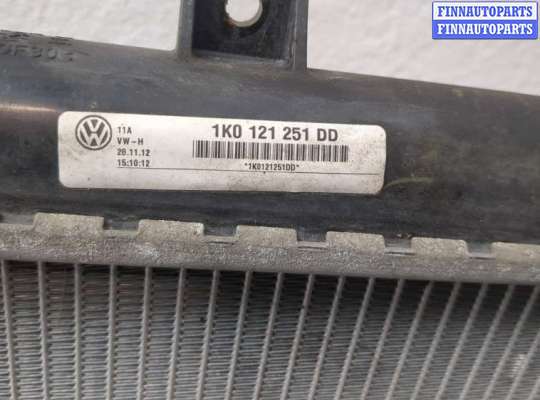 FINNAUTOPARTS
FINNAUTOPARTS
11A
VW-H
20.11.12
15:10:12
1K0 121 251 DD
*1K0121251DD*